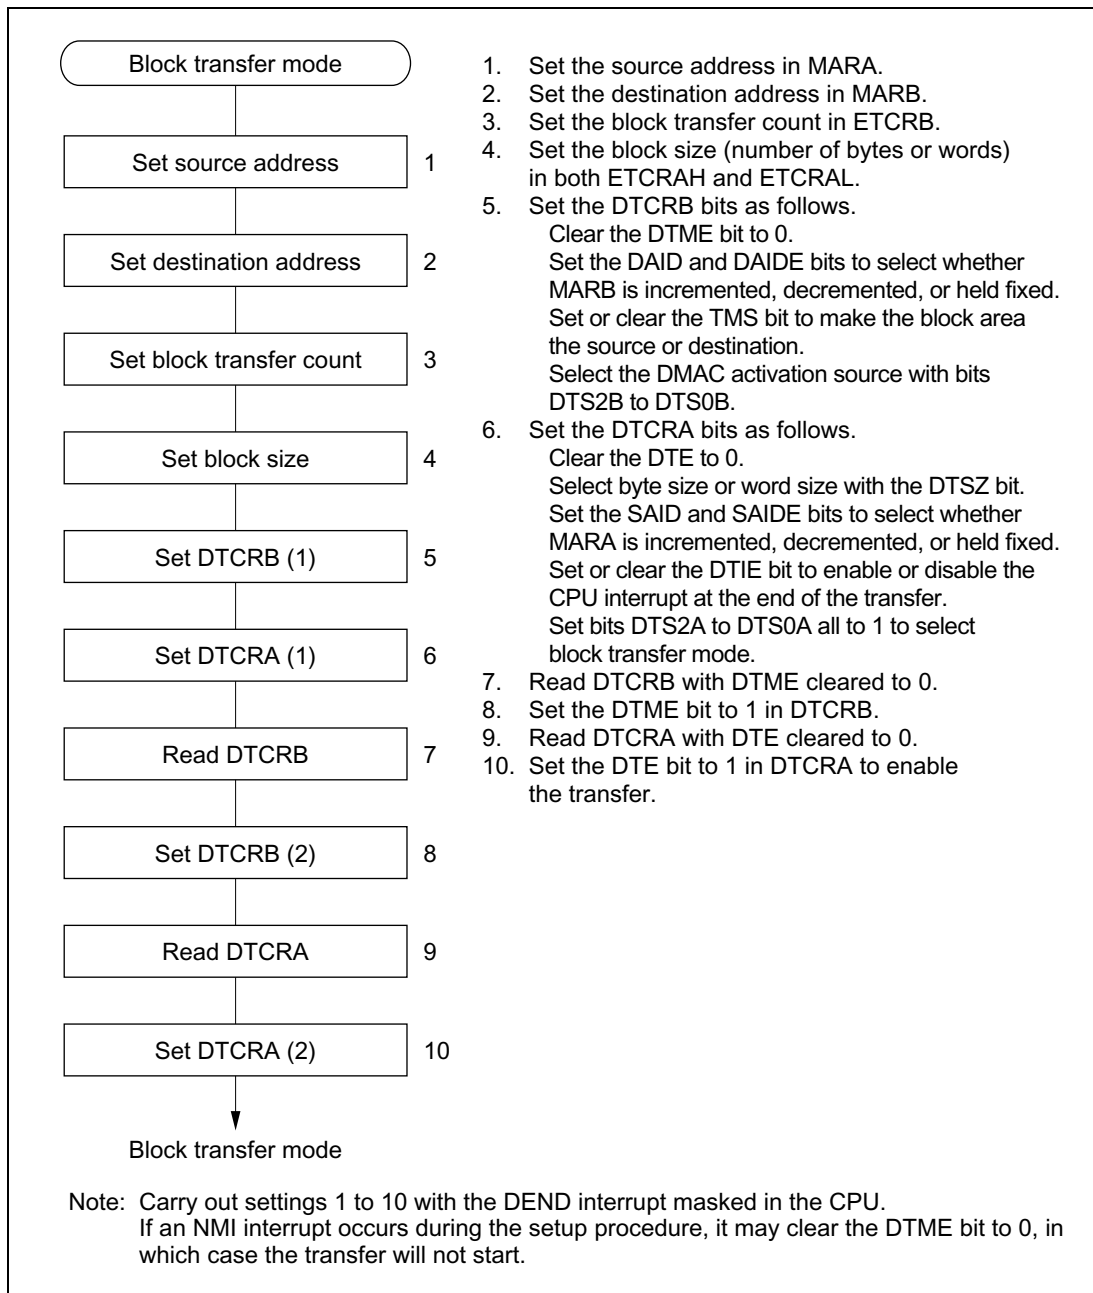 Block transfer mode
Set source address 1
Set destination address 2
Set block transfer count 3
Set block size 4
Set DTCRB (1) 5
Set DTCRA (1) 6
Read DTCRB 7
Set DTCRB (2) 8
Read DTCRA 9
Set DTCRA (2) 10
Block transfer mode
1. Set the source address in MARA.
2. Set the destination address in MARB.
3. Set the block transfer count in ETCRB.
4. Set the block size (number of bytes or words)
in both ETCRAH and ETCRAL.
5. Set the DTCRB bits as follows.
Clear the DTME bit to 0.
Set the DAID and DAIDE bits to select whether
MARB is incremented, decremented, or held fixed.
Set or clear the TMS bit to make the block area
the source or destination.
Select the DMAC activation source with bits
DTS2B to DTS0B.
6. Set the DTCRA bits as follows.
Clear the DTE to 0.
Select byte size or word size with the DTSZ bit.
Set the SAID and SAIDE bits to select whether
MARA is incremented, decremented, or held fixed.
Set or clear the DTIE bit to enable or disable the
CPU interrupt at the end of the transfer.
Set bits DTS2A to DTS0A all to 1 to select
block transfer mode.
7. Read DTCRB with DTME cleared to 0.
8. Set the DTME bit to 1 in DTCRB.
9. Read DTCRA with DTE cleared to 0.
10. Set the DTE bit to 1 in DTCRA to enable
the transfer.
Note: Carry out settings 1 to 10 with the DEND interrupt masked in the CPU.
If an NMI interrupt occurs during the setup procedure, it may clear the DTME bit to 0, in
which case the transfer will not start.